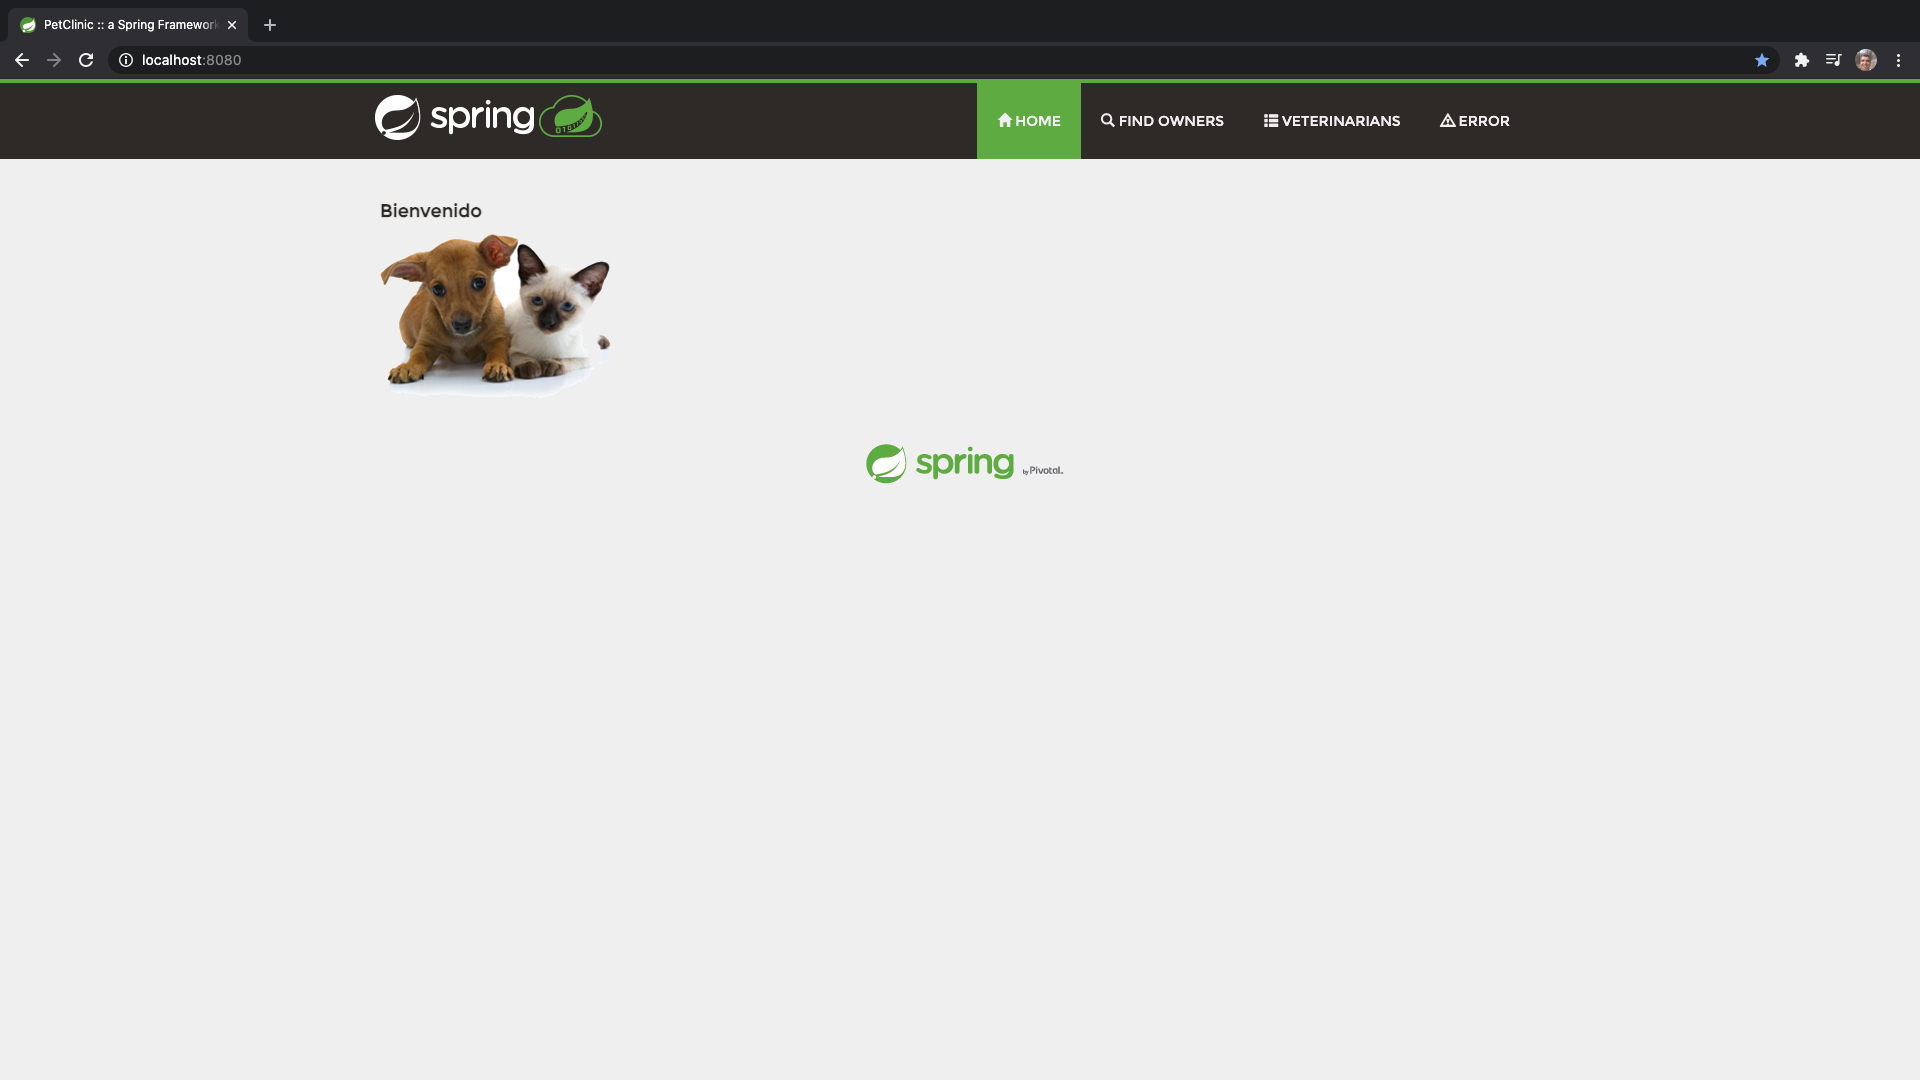 PetClinic :: a Spring Framework
localhost:8080
spring
HOME
FIND OWNERS
VETERINARIANS
ERROR
Bienvenido
spring by Pivotal.